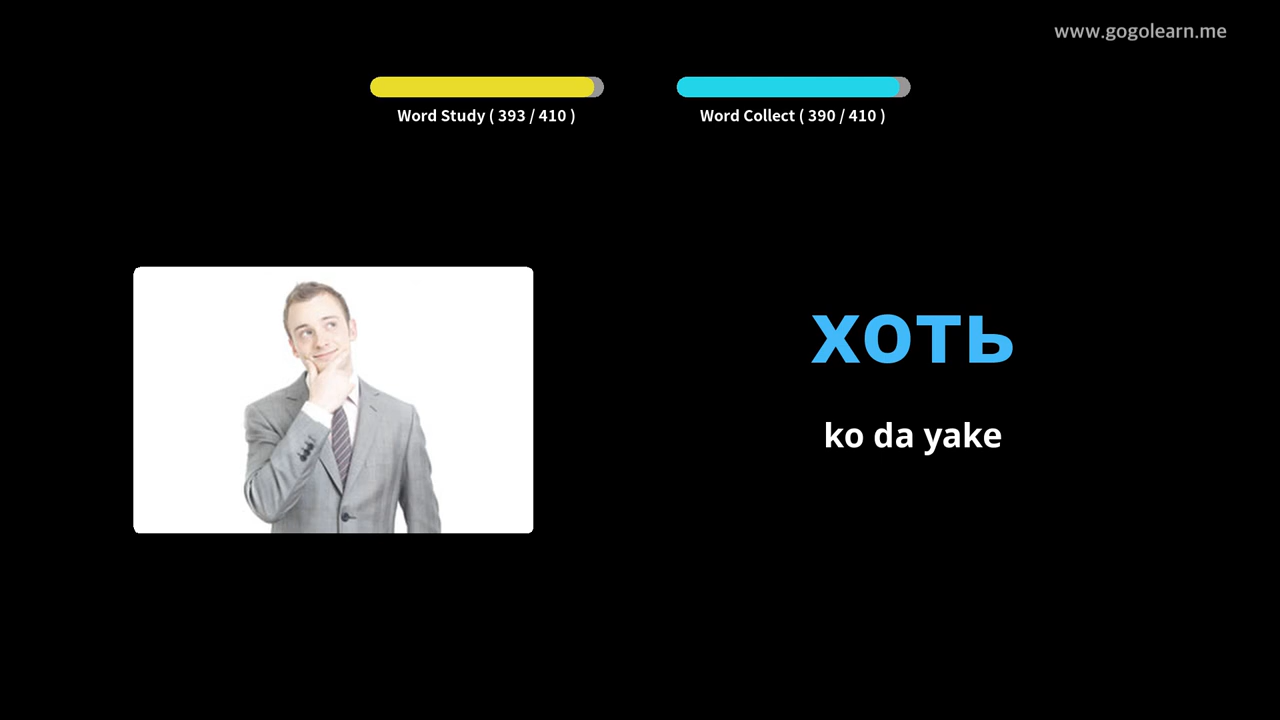 www.gogolearn.me
Word Study ( 393 / 410 )
Word Collect ( 390 / 410 )
хоть
ko da yake